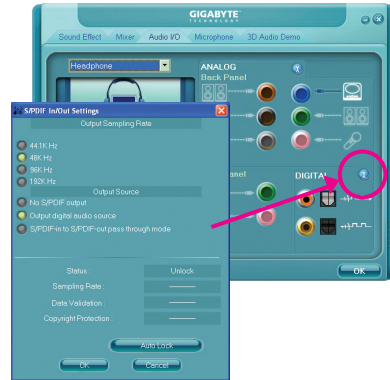 GIGABYTE
TECHNOLOGY
Sound Effect Mixer Audio I/O Microphone 3D Audio Demo
Headphone
ANALOG
Back Panel
S/PDIF In/Out Settings
Output Sampling Rate
44.1K Hz
48K Hz
96K Hz
192K Hz
Output Source
No S/PDIF output
Output digital audio source
S/PDIF-in to S/PDIF-out pass through mode
Status : Unlock
Sampling Rate :
Data Validation :
Copyright Protection :
Auto Lock
OK Cancel
anel
DIGITAL
OK